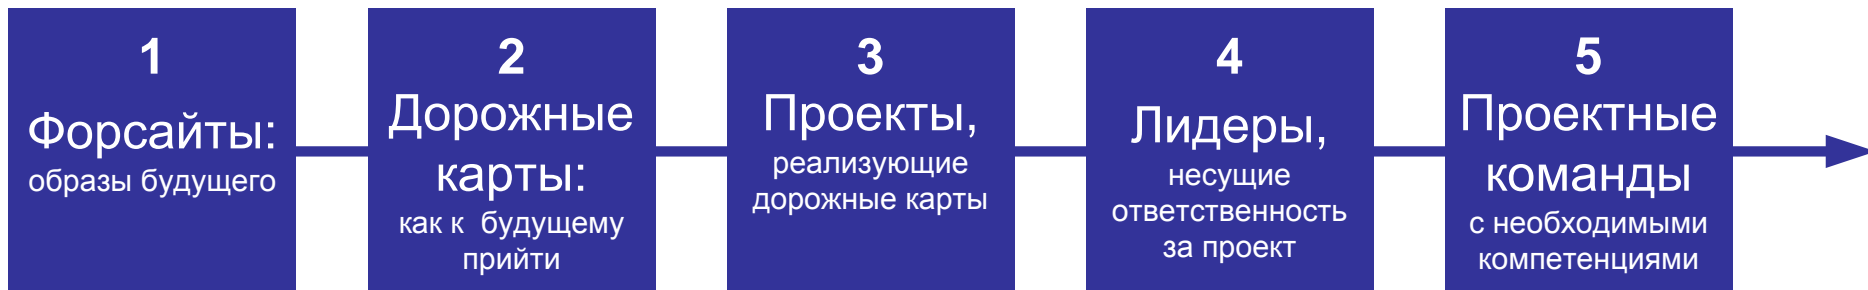 1
Форсайты:
образы будущего
2
Дорожные
карты:
как к будущему
прийти
3
Проекты,
реализующие
дорожные карты
4
Лидеры,
несущие
ответственность
за проект
5
Проектные
команды
с необходимыми
компетенциями